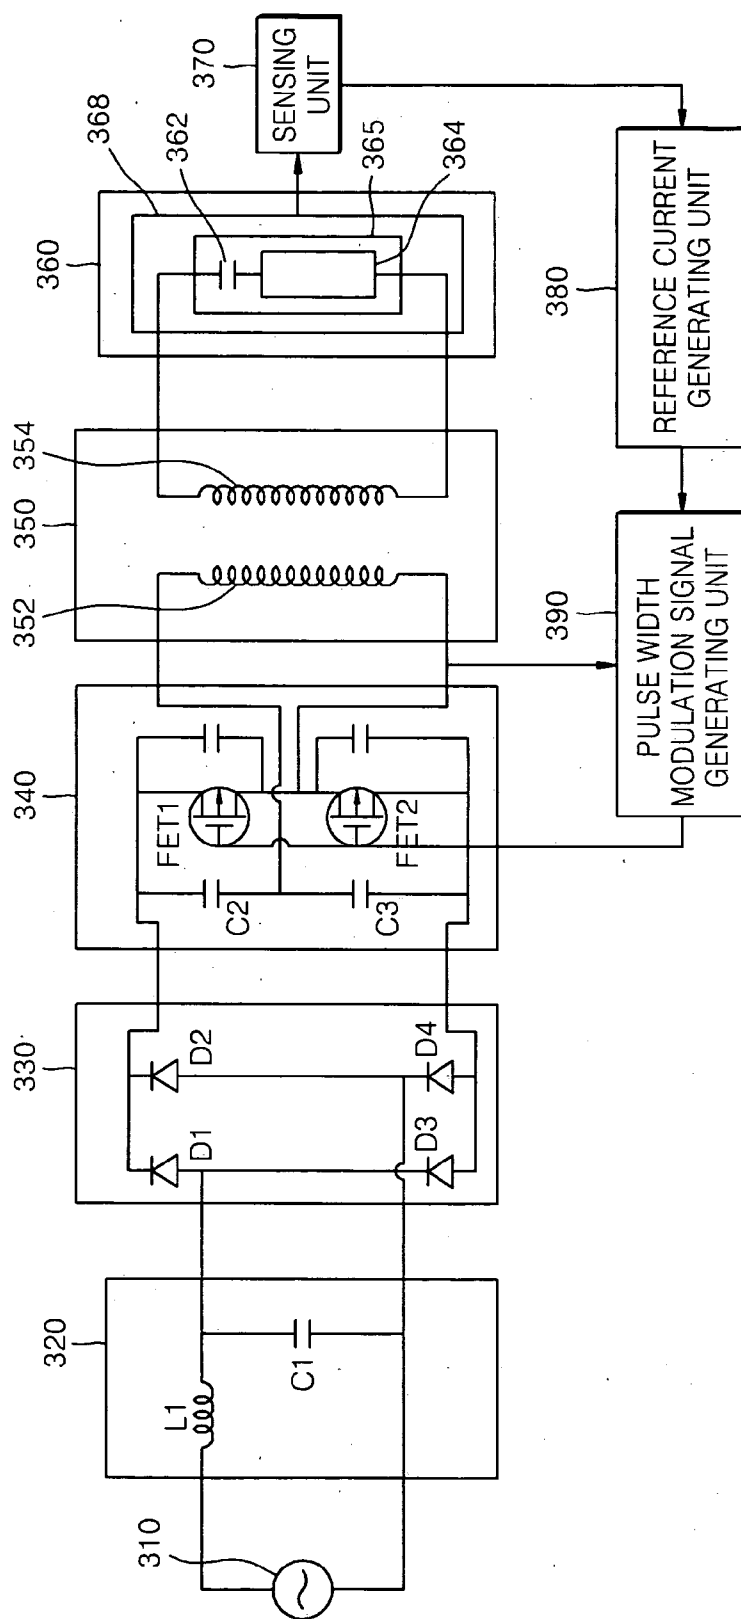 310
320
L1
C1
330
D1
D2
D3
D4
340
FET1
C2
C3
FET2
350
352
354
360
368
362
365
364
370
SENSING
UNIT
380
REFERENCE CURRENT
GENERATING UNIT
390
PULSE WIDTH
MODULATION SIGNAL
GENERATING UNIT